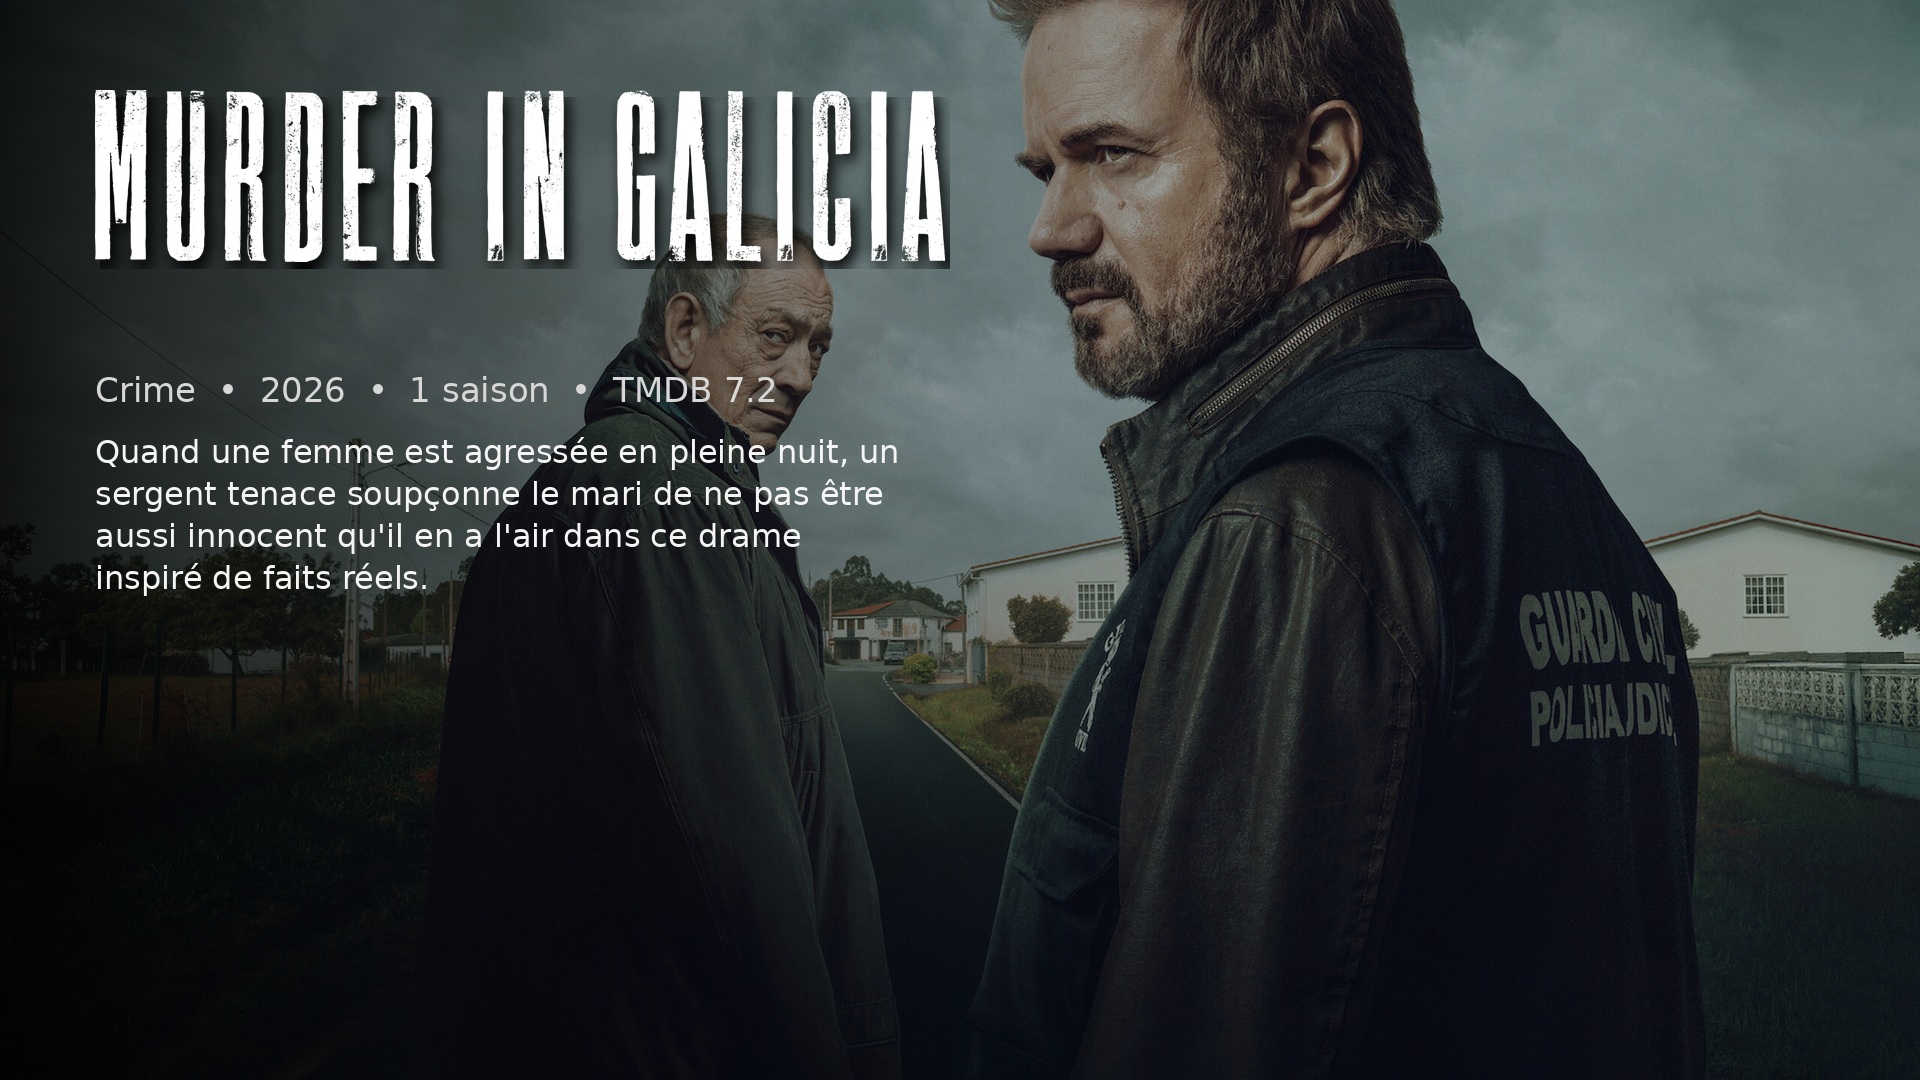 MURDER IN GALICIA
Crime • 2026 • 1 saison • TMDB 7.2
Quand une femme est agressée en pleine nuit, un
sergent tenace soupçonne le mari de ne pas être
aussi innocent qu'il en a l'air dans ce drame
inspiré de faits réels.
GUARDIA CIVIL